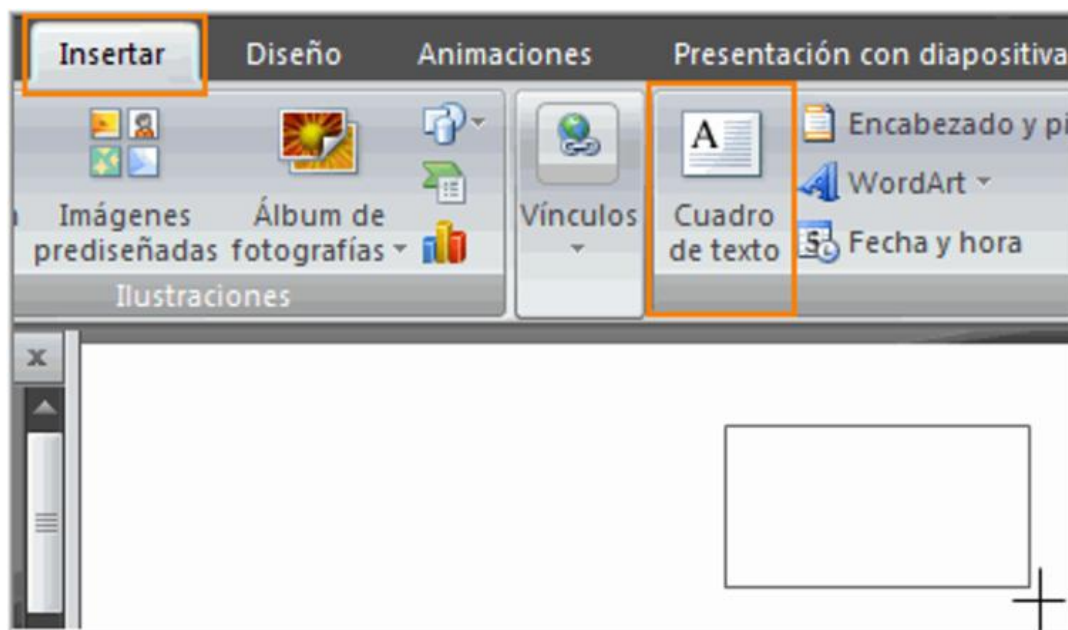 Insertar Diseño Animaciones Presentación con diapositiva
Imágenes
prediseñadas
Álbum de
fotografías
Vínculos
Cuadro
de texto
A
Encabezado y pi
WordArt
5
Fecha y hora
Ilustraciones